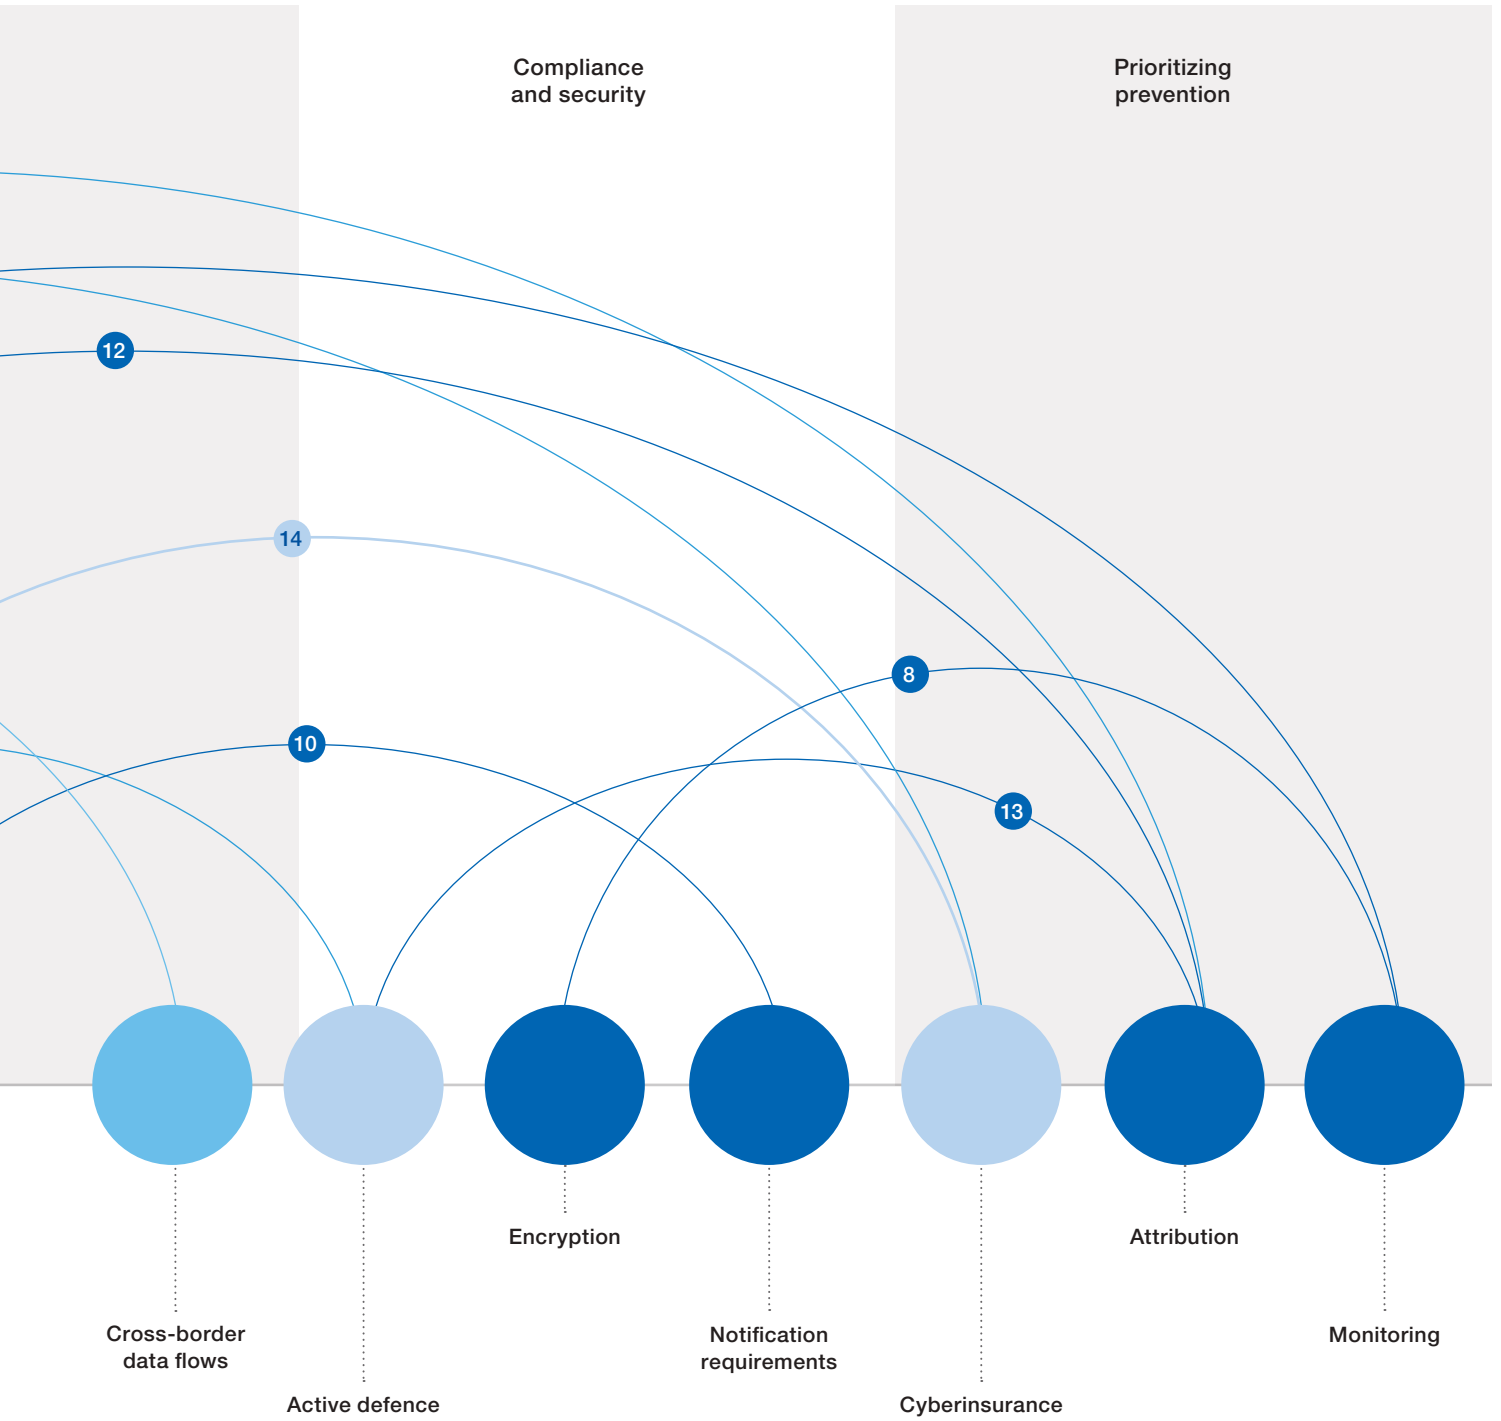 Compliance
and security
Prioritizing
prevention
12
14
8
10
13
Encryption
Attribution
Cross-border
data flows
Notification
requirements
Monitoring
Active defence
Cyberinsurance